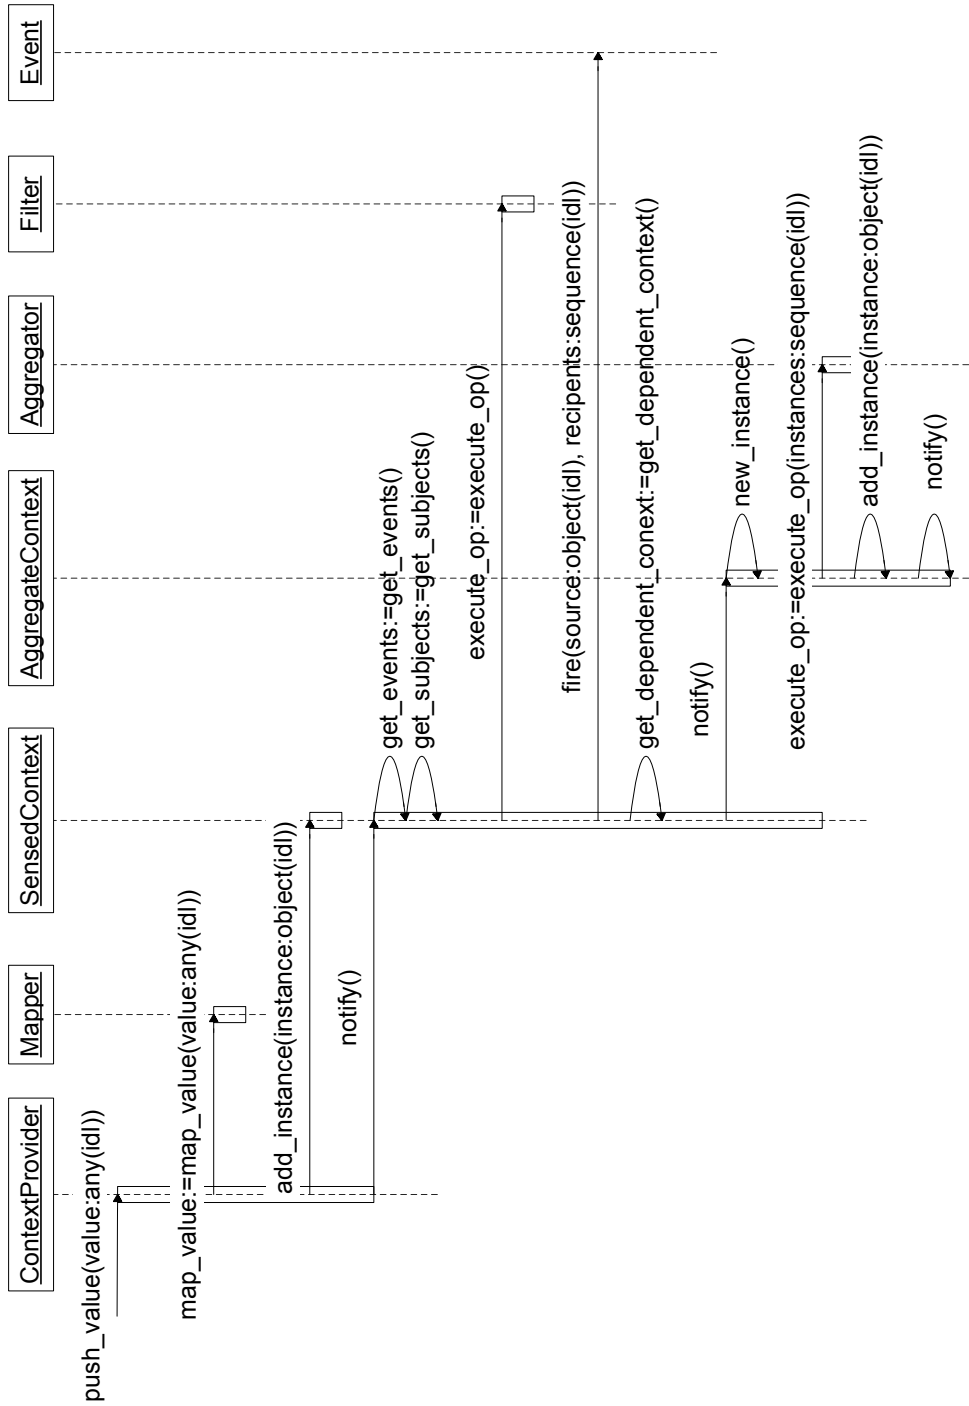 ContextProvider
Mapper
SensedContext
AggregateContext
Aggregator
Filter
Event
push_value(value:any(idl))
map_value:=map_value(value:any(idl))
add_instance(instance:object(idl))
notify()
get_events:=get_events()
get_subjects:=get_subjects()
execute_op:=execute_op()
fire(source:object(idl), recipents:sequence(idl))
get_dependent_conext:=get_dependent_context()
notify()
new_instance()
execute_op:=execute_op(instances:sequence(idl))
add_instance(instance:object(idl))
notify()